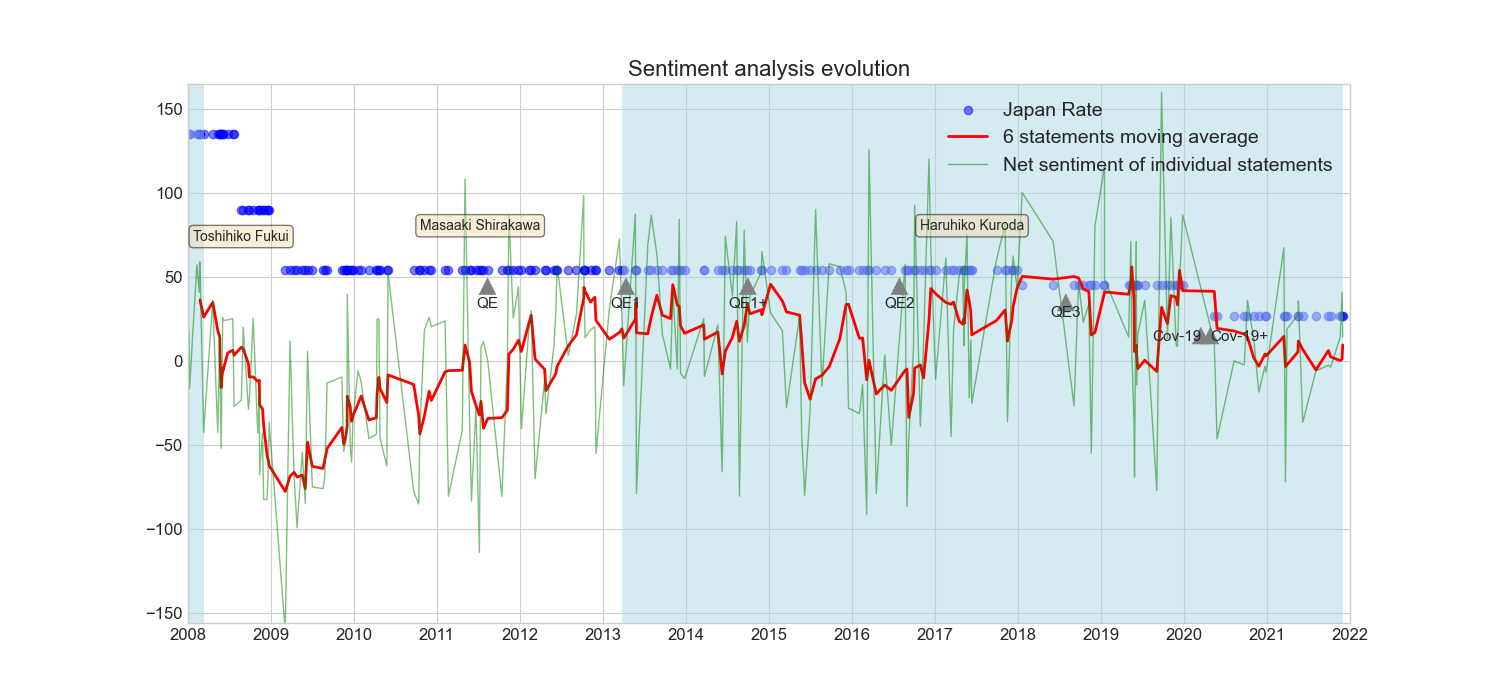 Sentiment analysis evolution
Japan Rate
6 statements moving average
Net sentiment of individual statements
150
100
50
0
−50
−100
−150
Toshihiko Fukui
Masaaki Shirakawa
Haruhiko Kuroda
QE
QE1
QE1+
QE2
QE3
Cov-19
Cov-19+
2008
2009
2010
2011
2012
2013
2014
2015
2016
2017
2018
2019
2020
2021
2022